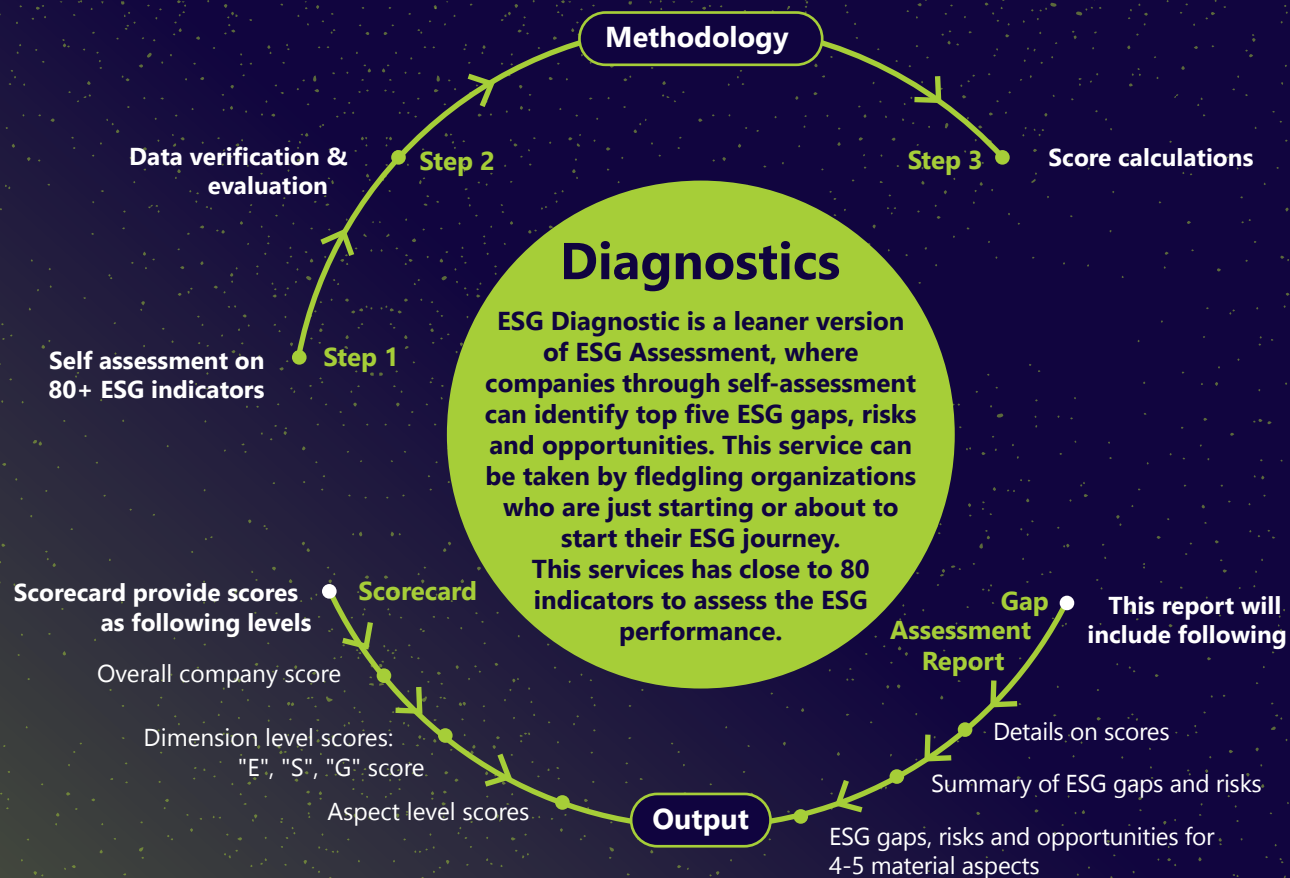 Methodology
Data verification &
evaluation
Step 2
Step 3
Score calculations
Self assessment on
80+ ESG indicators
Step 1
Diagnostics
ESG Diagnostic is a leaner version
of ESG Assessment, where
companies through self-assessment
can identify top five ESG gaps, risks
and opportunities. This service can
be taken by fledgling organizations
who are just starting or about to
start their ESG journey.
This services has close to 80
indicators to assess the ESG
performance.
Scorecard provide scores
as following levels
Scorecard
Overall company score
Dimension level scores:
"E", "S", "G" score
Aspect level scores
Gap
Assessment
Report
This report will
include following
Details on scores
Summary of ESG gaps and risks
ESG gaps, risks and opportunities for
4-5 material aspects
Output